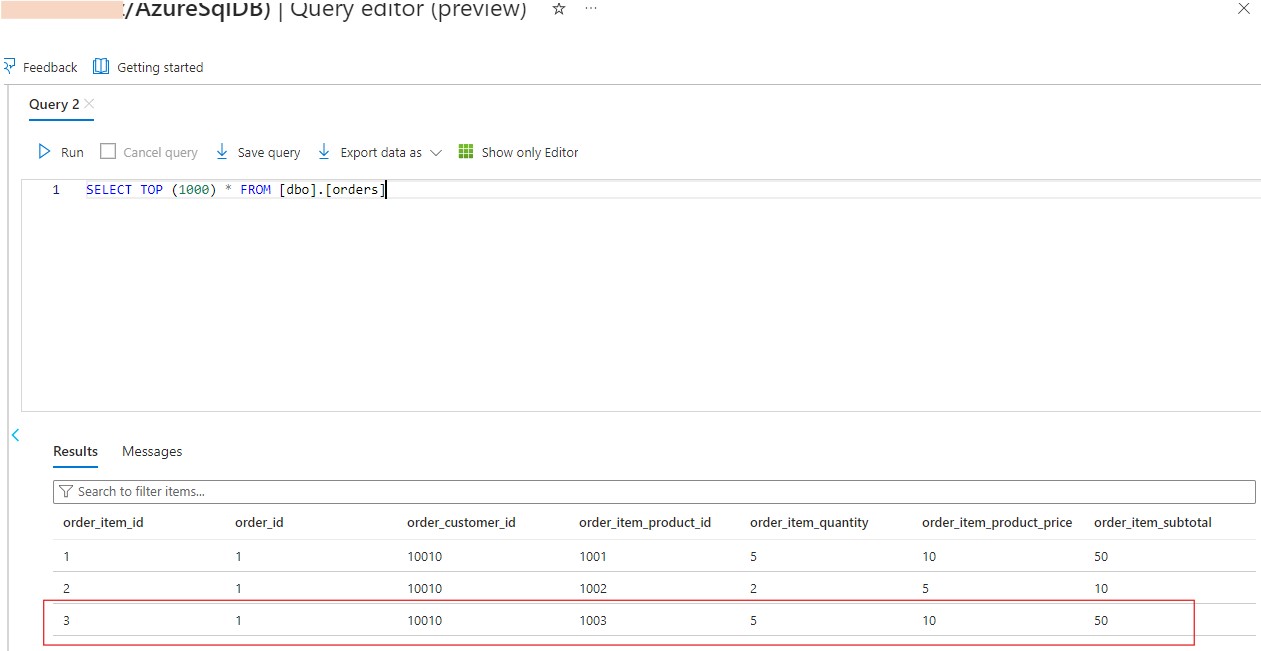 /AzureSqlDB) | Query editor (preview)
Feedback Getting started
Query 2
Run Cancel query Save query Export data as Show only Editor
1 SELECT TOP (1000) * FROM [dbo].[orders]
Results Messages
Search to filter items...
order_item_id order_id order_customer_id order_item_product_id order_item_quantity order_item_product_price order_item_subtotal
1 1 10010 1001 5 10 50
2 1 10010 1002 2 5 10
3 1 10010 1003 5 10 50